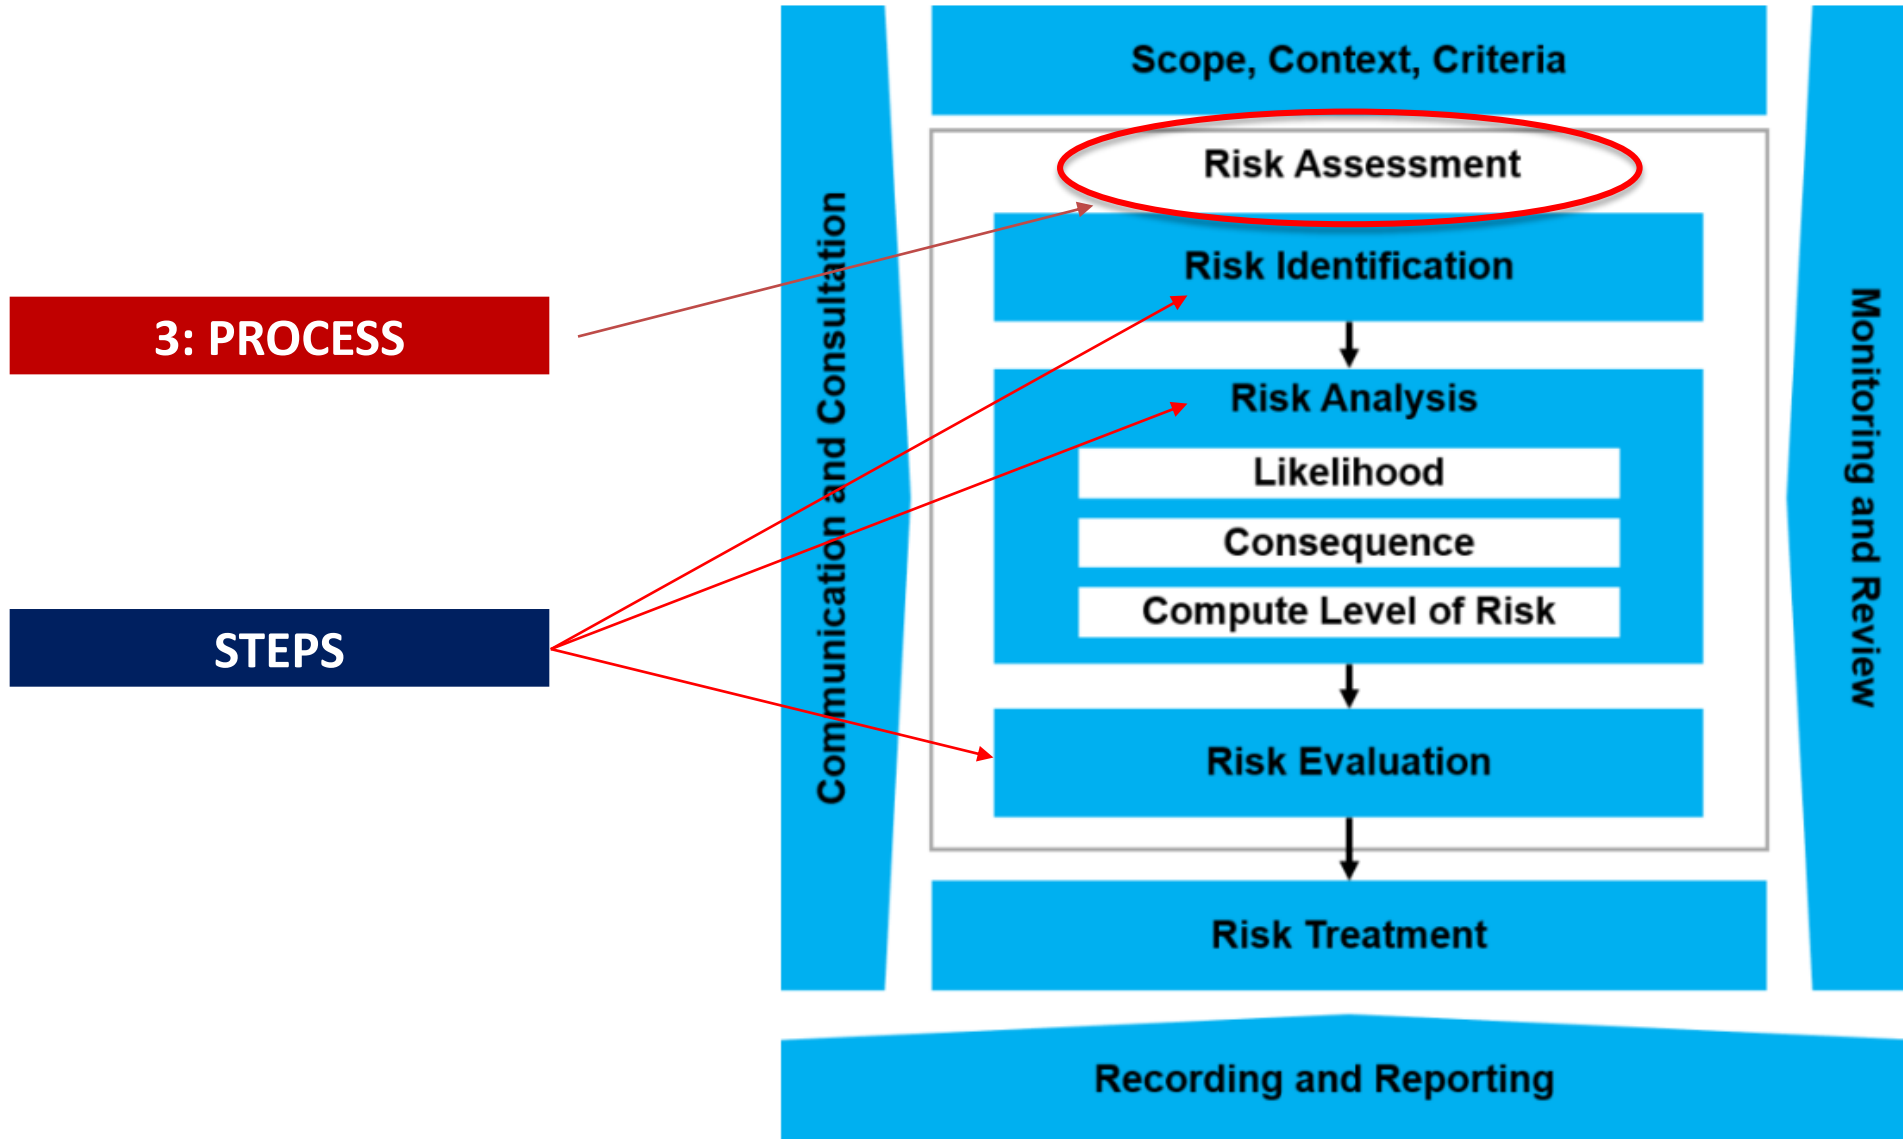 Scope, Context, Criteria
Risk Assessment
Risk Identification
3: PROCESS
Risk Analysis
Likelihood
Consequence
Compute Level of Risk
STEPS
Risk Evaluation
Risk Treatment
Communication and Consultation
Monitoring and Review
Recording and Reporting